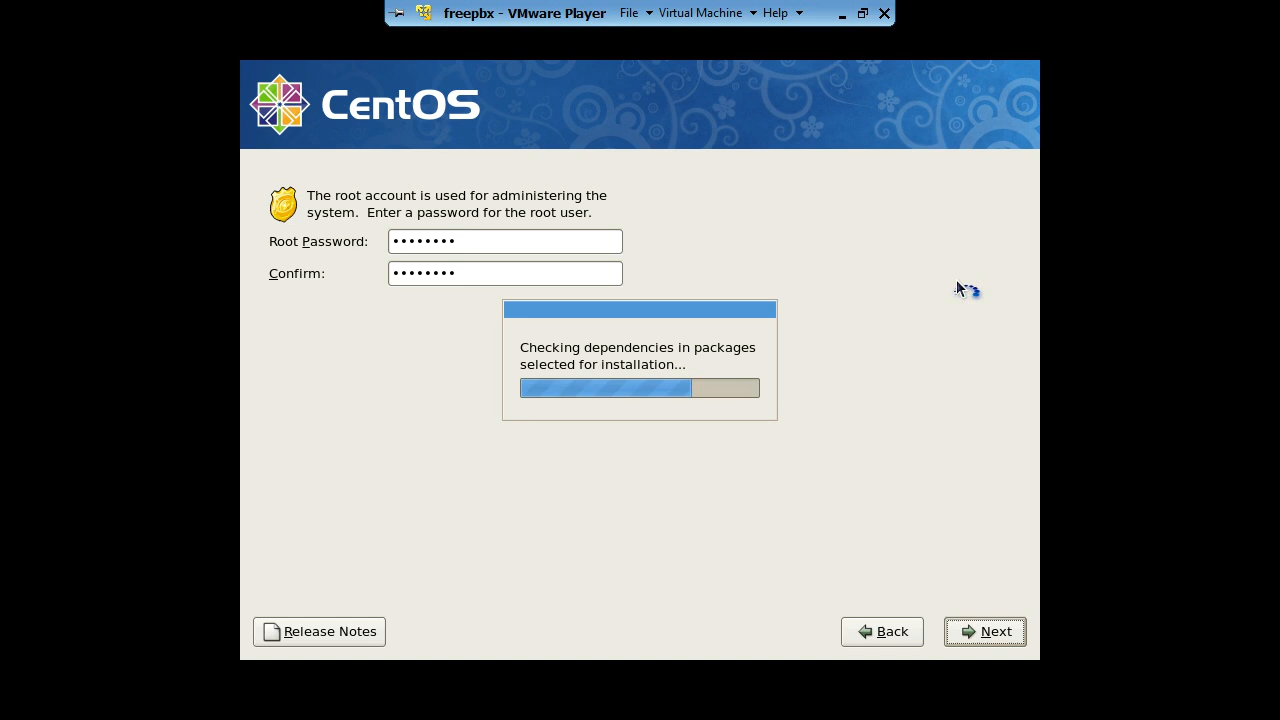 freepbx - VMware Player File Virtual Machine Help
CentOS
The root account is used for administering the
system. Enter a password for the root user.
Root Password: ••••••••
Confirm: ••••••••
Checking dependencies in packages
selected for installation...
Release Notes Back Next